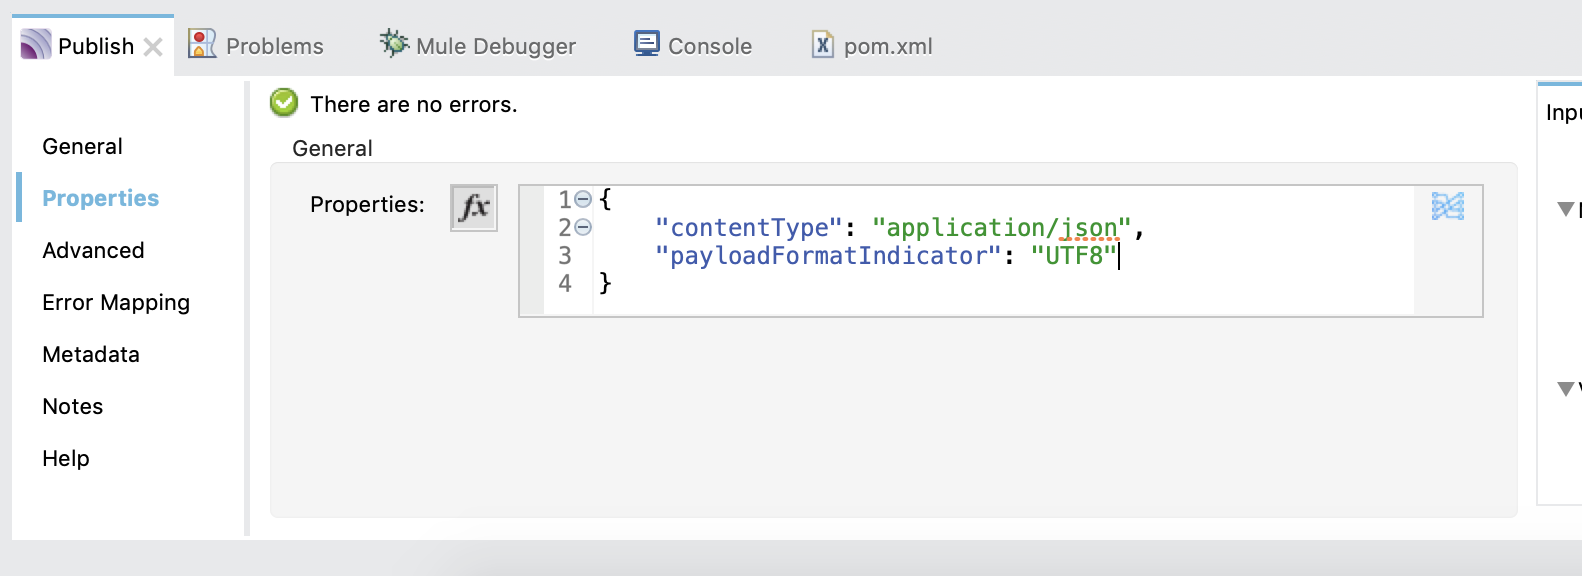 Publish
Problems
Mule Debugger
Console
pom.xml
There are no errors.
General
Properties
Advanced
Error Mapping
Metadata
Notes
Help
General
Properties:
fx
1 {
2 "contentType": "application/json",
3 "payloadFormatIndicator": "UTF8"
4 }